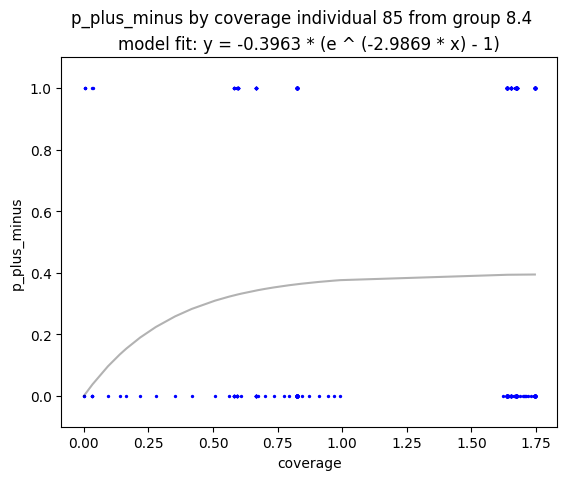 p_plus_minus by coverage individual 85 from group 8.4
model fit: y = -0.3963 * (e ^ (-2.9869 * x) - 1)
1.0
0.8
0.6
0.4
0.2
0.0
p_plus_minus
0.00 0.25 0.50 0.75 1.00 1.25 1.50 1.75
coverage